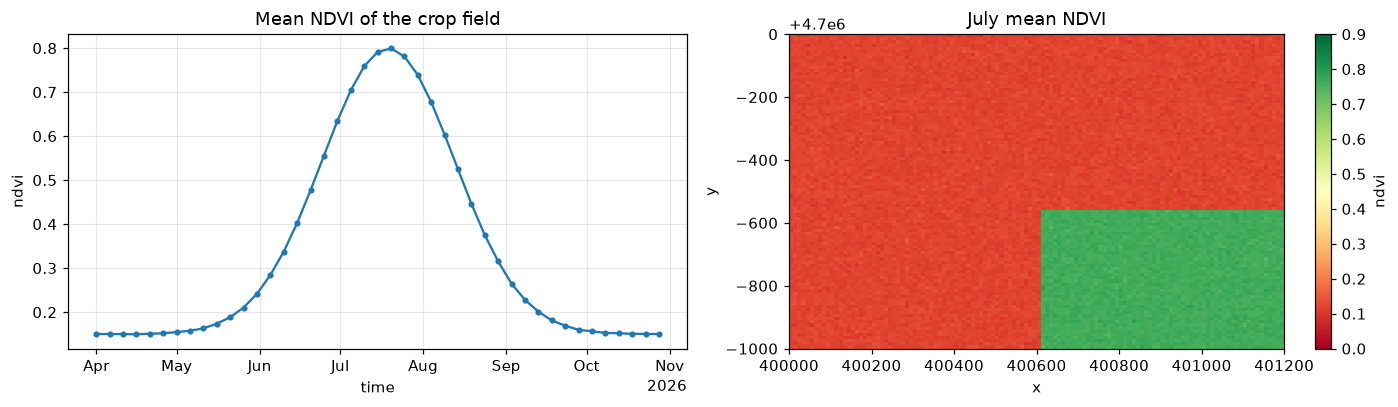 Mean NDVI of the crop field
0.8
0.7
0.6
0.5
0.4
0.3
0.2
ndvi
Apr May Jun Jul Aug Sep Oct Nov
2026
time
July mean NDVI
+4.7e6
0
−200
−400
−600
−800
−1000
y
400000 400200 400400 400600 400800 401000 401200
x
0.9
0.8
0.7
0.6
0.5
0.4
0.3
0.2
0.1
0.0
ndvi